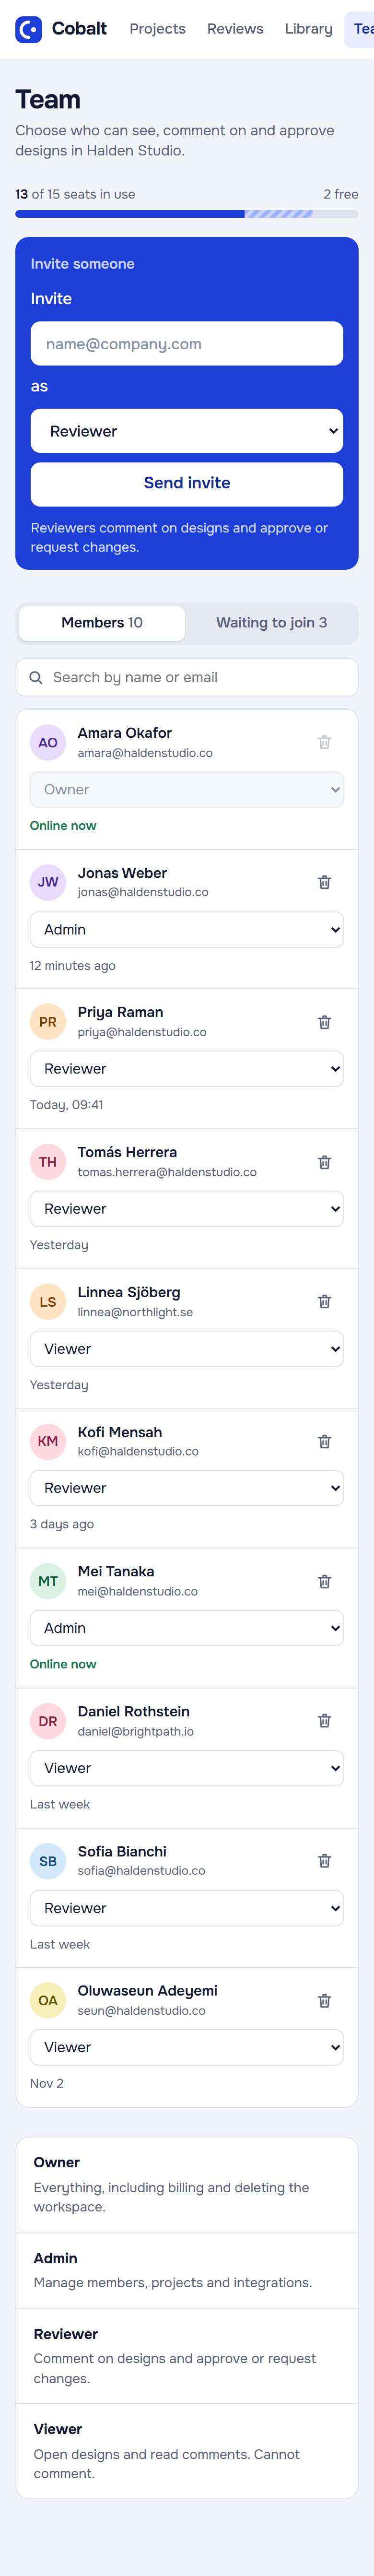 Cobalt
Projects
Reviews
Library
Team
Choose who can see, comment on and approve
designs in Halden Studio.
13 of 15 seats in use
2 free
Invite someone
Invite
name@company.com
as
Reviewer
Send invite
Reviewers comment on designs and approve or
request changes.
Members 10
Waiting to join 3
Search by name or email
AO
Amara Okafor
amara@haldenstudio.co
Owner
Online now
JW
Jonas Weber
jonas@haldenstudio.co
Admin
12 minutes ago
PR
Priya Raman
priya@haldenstudio.co
Reviewer
Today, 09:41
TH
Tomás Herrera
tomas.herrera@haldenstudio.co
Reviewer
Yesterday
LS
Linnea Sjöberg
linnea@northlight.se
Viewer
Yesterday
KM
Kofi Mensah
kofi@haldenstudio.co
Reviewer
3 days ago
MT
Mei Tanaka
mei@haldenstudio.co
Admin
Online now
DR
Daniel Rothstein
daniel@brightpath.io
Viewer
Last week
SB
Sofia Bianchi
sofia@haldenstudio.co
Reviewer
Last week
OA
Oluwaseun Adeyemi
seun@haldenstudio.co
Viewer
Nov 2
Owner
Everything, including billing and deleting the
workspace.
Admin
Manage members, projects and integrations.
Reviewer
Comment on designs and approve or request
changes.
Viewer
Open designs and read comments. Cannot
comment.